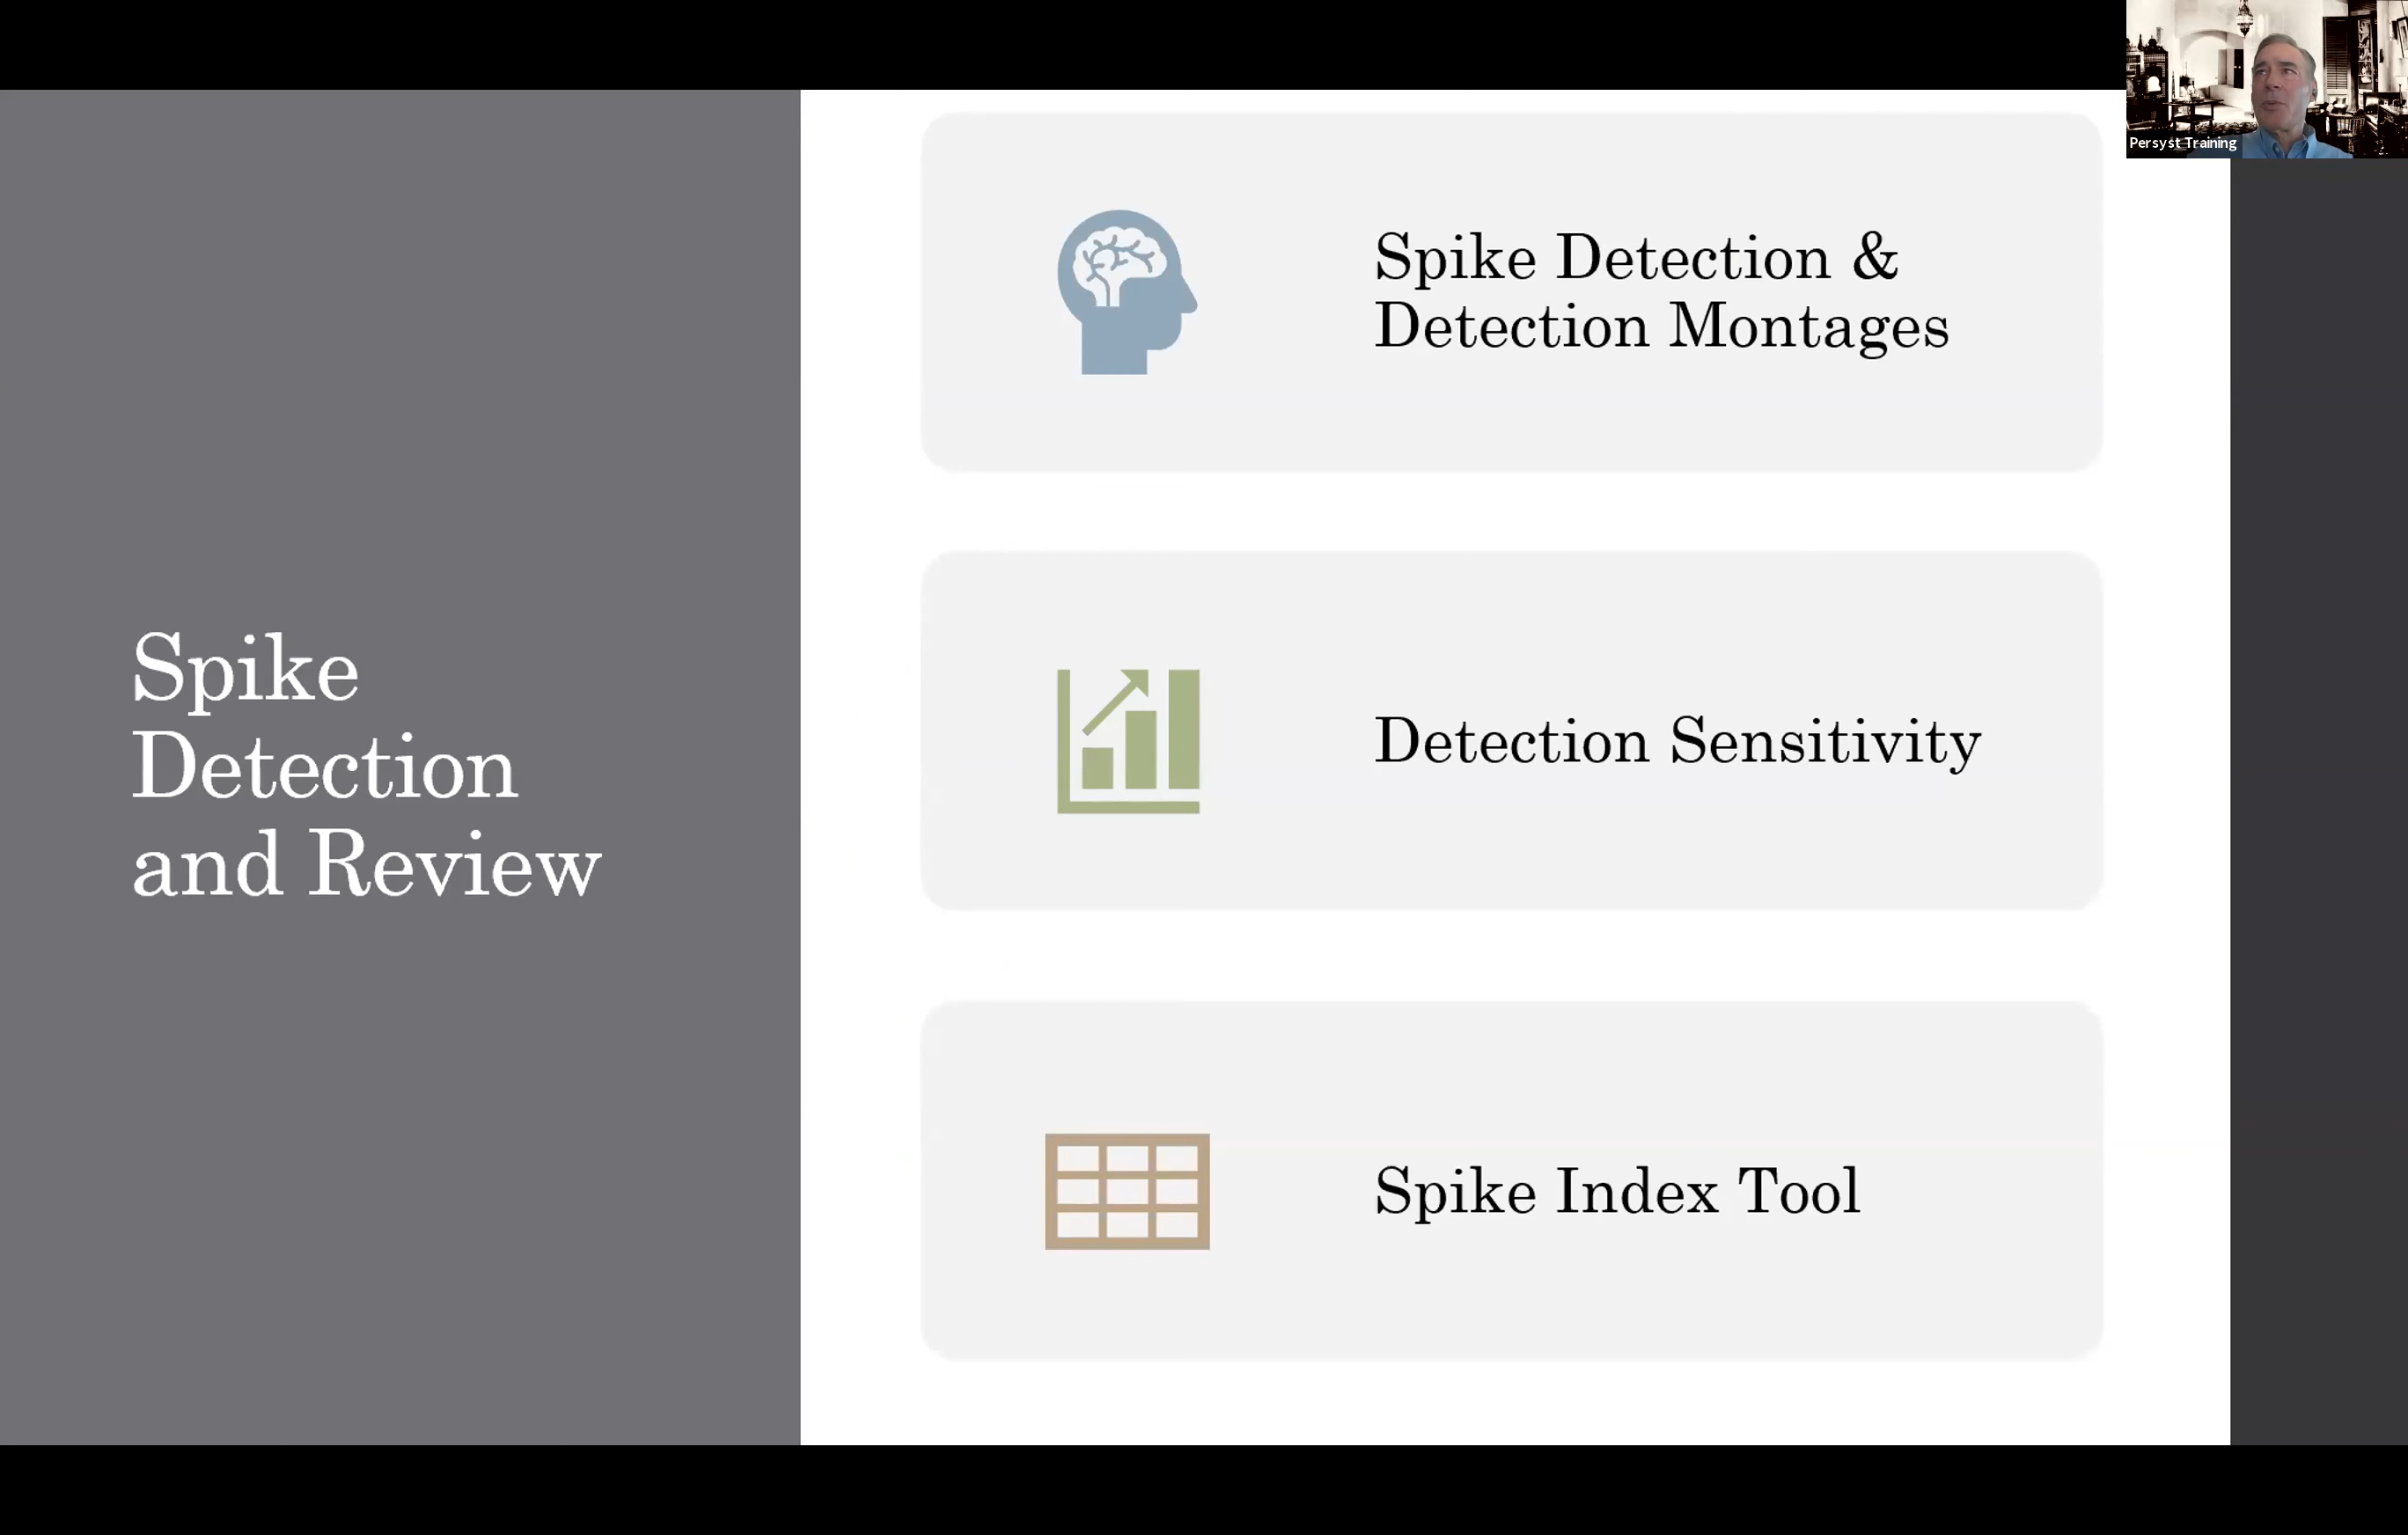 Persyst Training
Spike
Detection
and Review
Spike Detection &
Detection Montages
Detection Sensitivity
Spike Index Tool